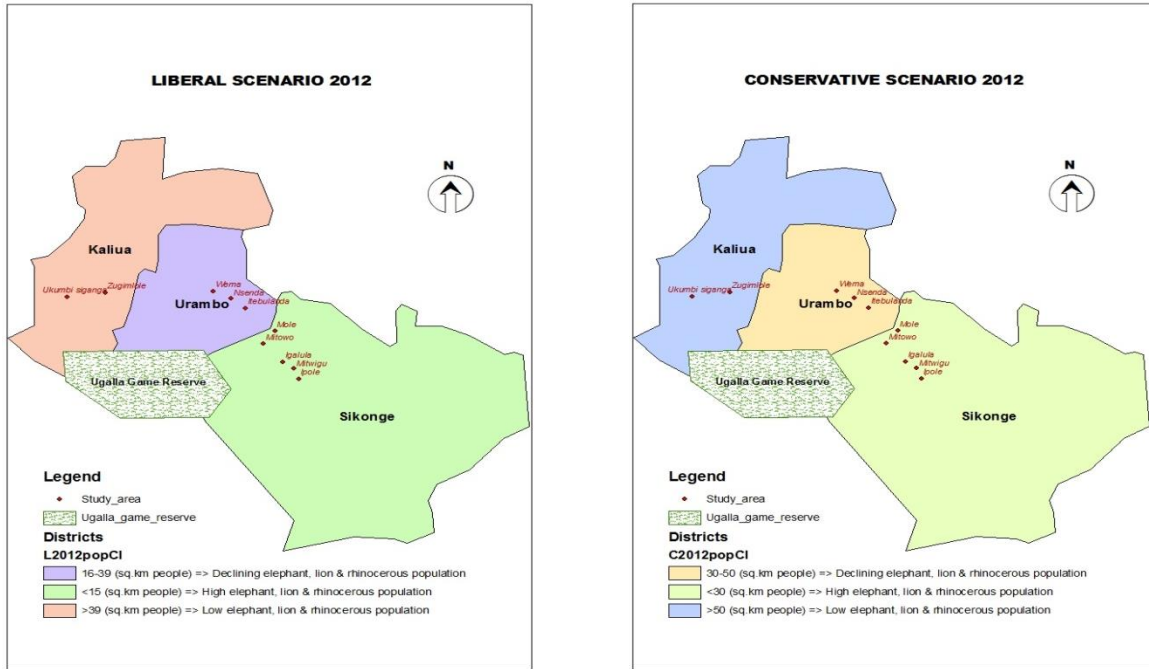 LIBERAL SCENARIO 2012
N
Kaliua
Ukumbi siganga
Zugimlole
Wema
Nsenda
Itebulanda
Urambo
Mole
Mitowo
Igalula
Mitwigu
Ipole
Ugalla Game Reserve
Sikonge
Legend
Study_area
Ugalla_game_reserve
Districts
L2012popCl
16-39 (sq.km people) => Declining elephant, lion & rhinocerous population
<15 (sq.km people) => High elephant, lion & rhinocerous population
>39 (sq.km people) => Low elephant, lion & rhinocerous population
CONSERVATIVE SCENARIO 2012
N
Kaliua
Ukumbi siganga
Zugimlole
Wema
Nsenda
Itebulanda
Urambo
Mole
Mitowo
Igalula
Mitwigu
Ipole
Ugalla Game Reserve
Sikonge
Legend
Study_area
Ugalla_game_reserve
Districts
C2012popCl
30-50 (sq.km people) => Declining elephant, lion & rhinocerous population
<30 (sq.km people) => High elephant, lion & rhinocerous population
>50 (sq.km people) => Low elephant, lion & rhinocerous population